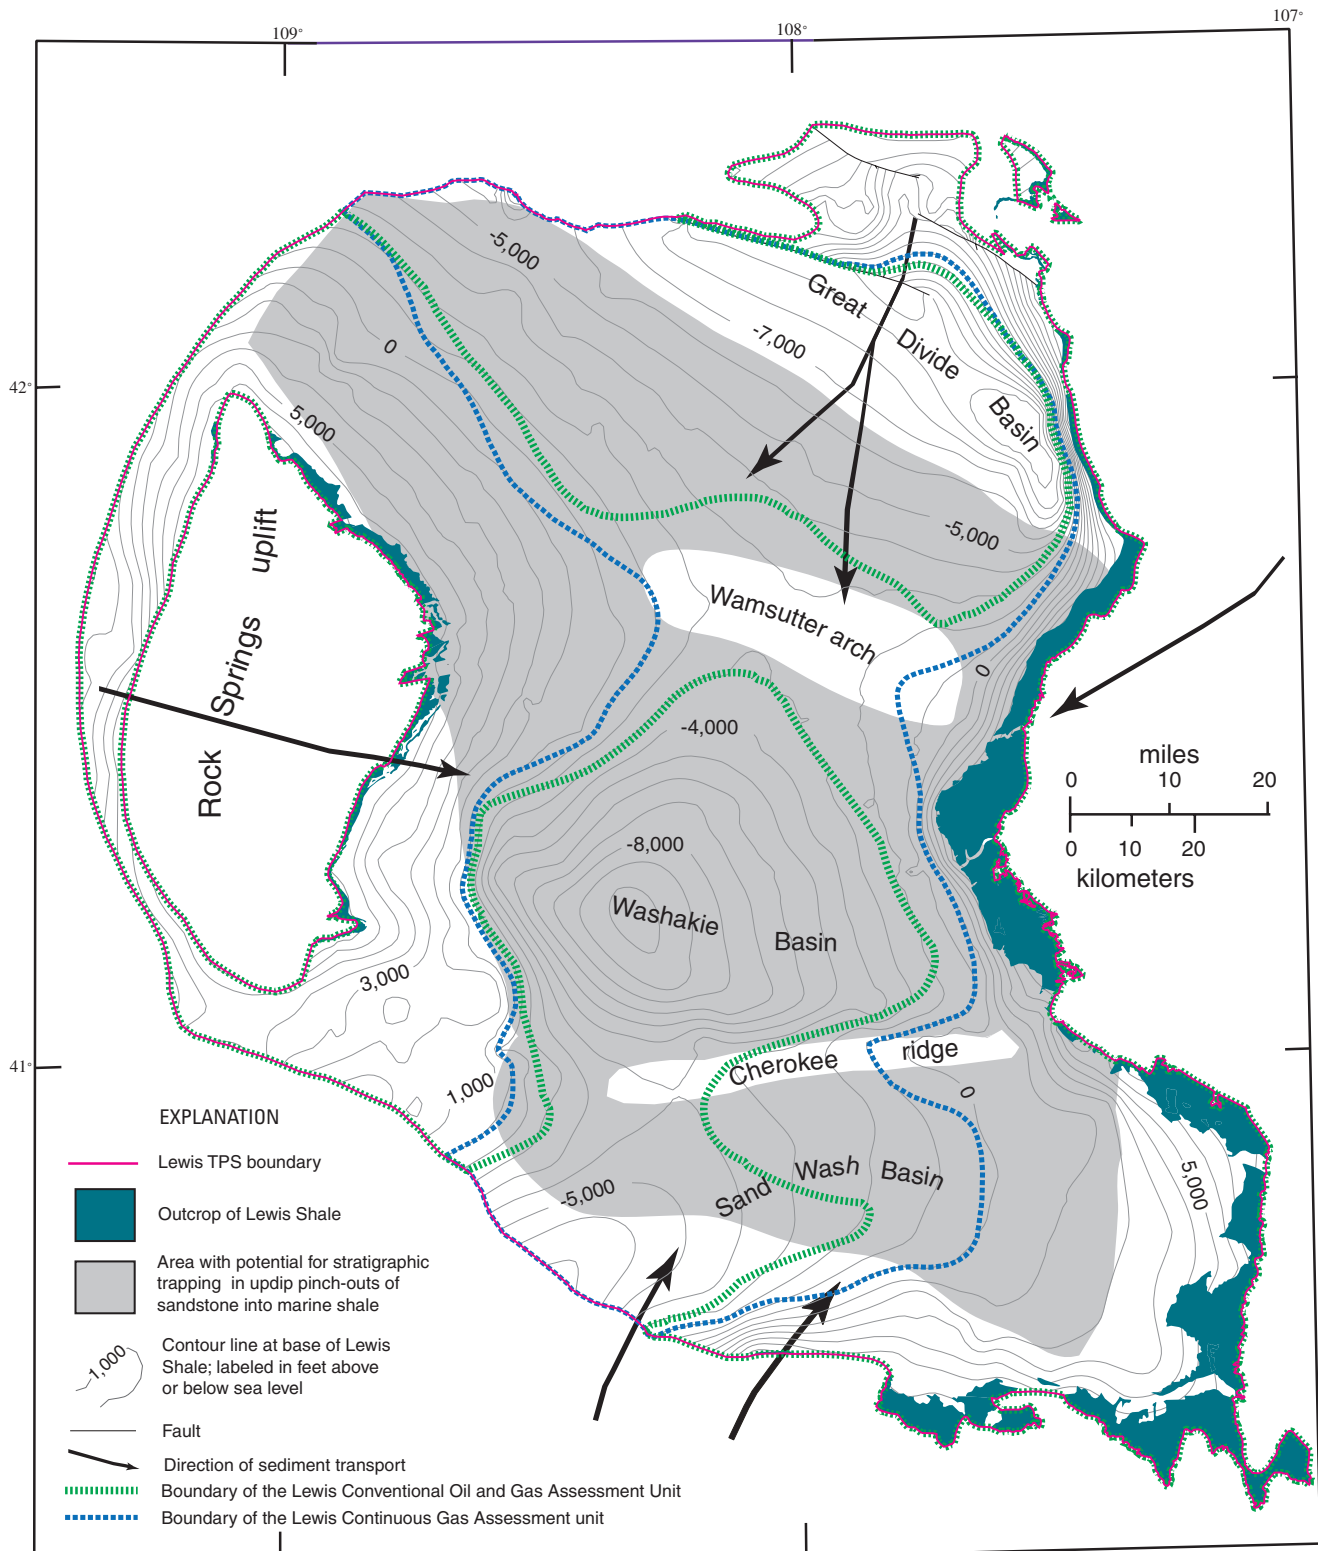 109°
108°
107°
-5,000
Great
-7,000
Divide
42°
0
Basin
5,000
uplift
-5,000
Wamsutter arch
Springs
0
-4,000
Rock
miles
0 10 20
0 10 20
kilometers
-8,000
Washakie
Basin
3,000
41°
Cherokee
ridge
1,000
0
EXPLANATION
Lewis TPS boundary
Wash
Basin
Sand
-5,000
5,000
Outcrop of Lewis Shale
Area with potential for stratigraphic
trapping in updip pinch-outs of
sandstone into marine shale
1,000
Contour line at base of Lewis
Shale; labeled in feet above
or below sea level
Fault
Direction of sediment transport
Boundary of the Lewis Conventional Oil and Gas Assessment Unit
Boundary of the Lewis Continuous Gas Assessment unit